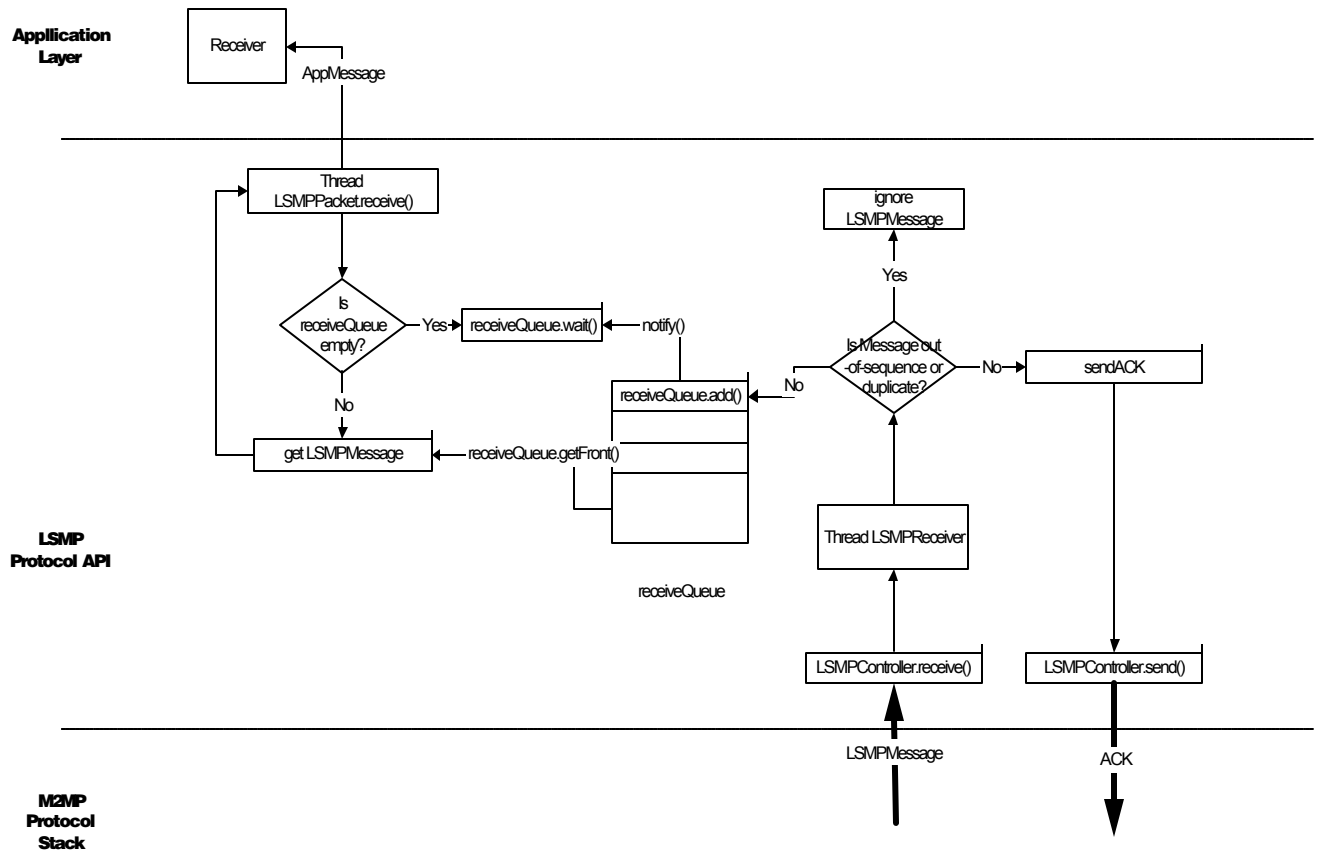 Appllication
Layer
Receiver
AppMessage
Thread
LSMPPacket.receive()
ignore
LSMPMessage
Yes
Is
receiveQueue
empty?
Yes
receiveQueue.wait()
notify()
Is Message out
-of-sequence or
duplicate?
No
sendACK
No
receiveQueue.add()
No
get LSMPMessage
receiveQueue.getFront()
LSMP
Protocol API
Thread LSMPReceiver
receiveQueue
LSMPController.receive()
LSMPController.send()
LSMPMessage
ACK
M2MP
Protocol
Stack